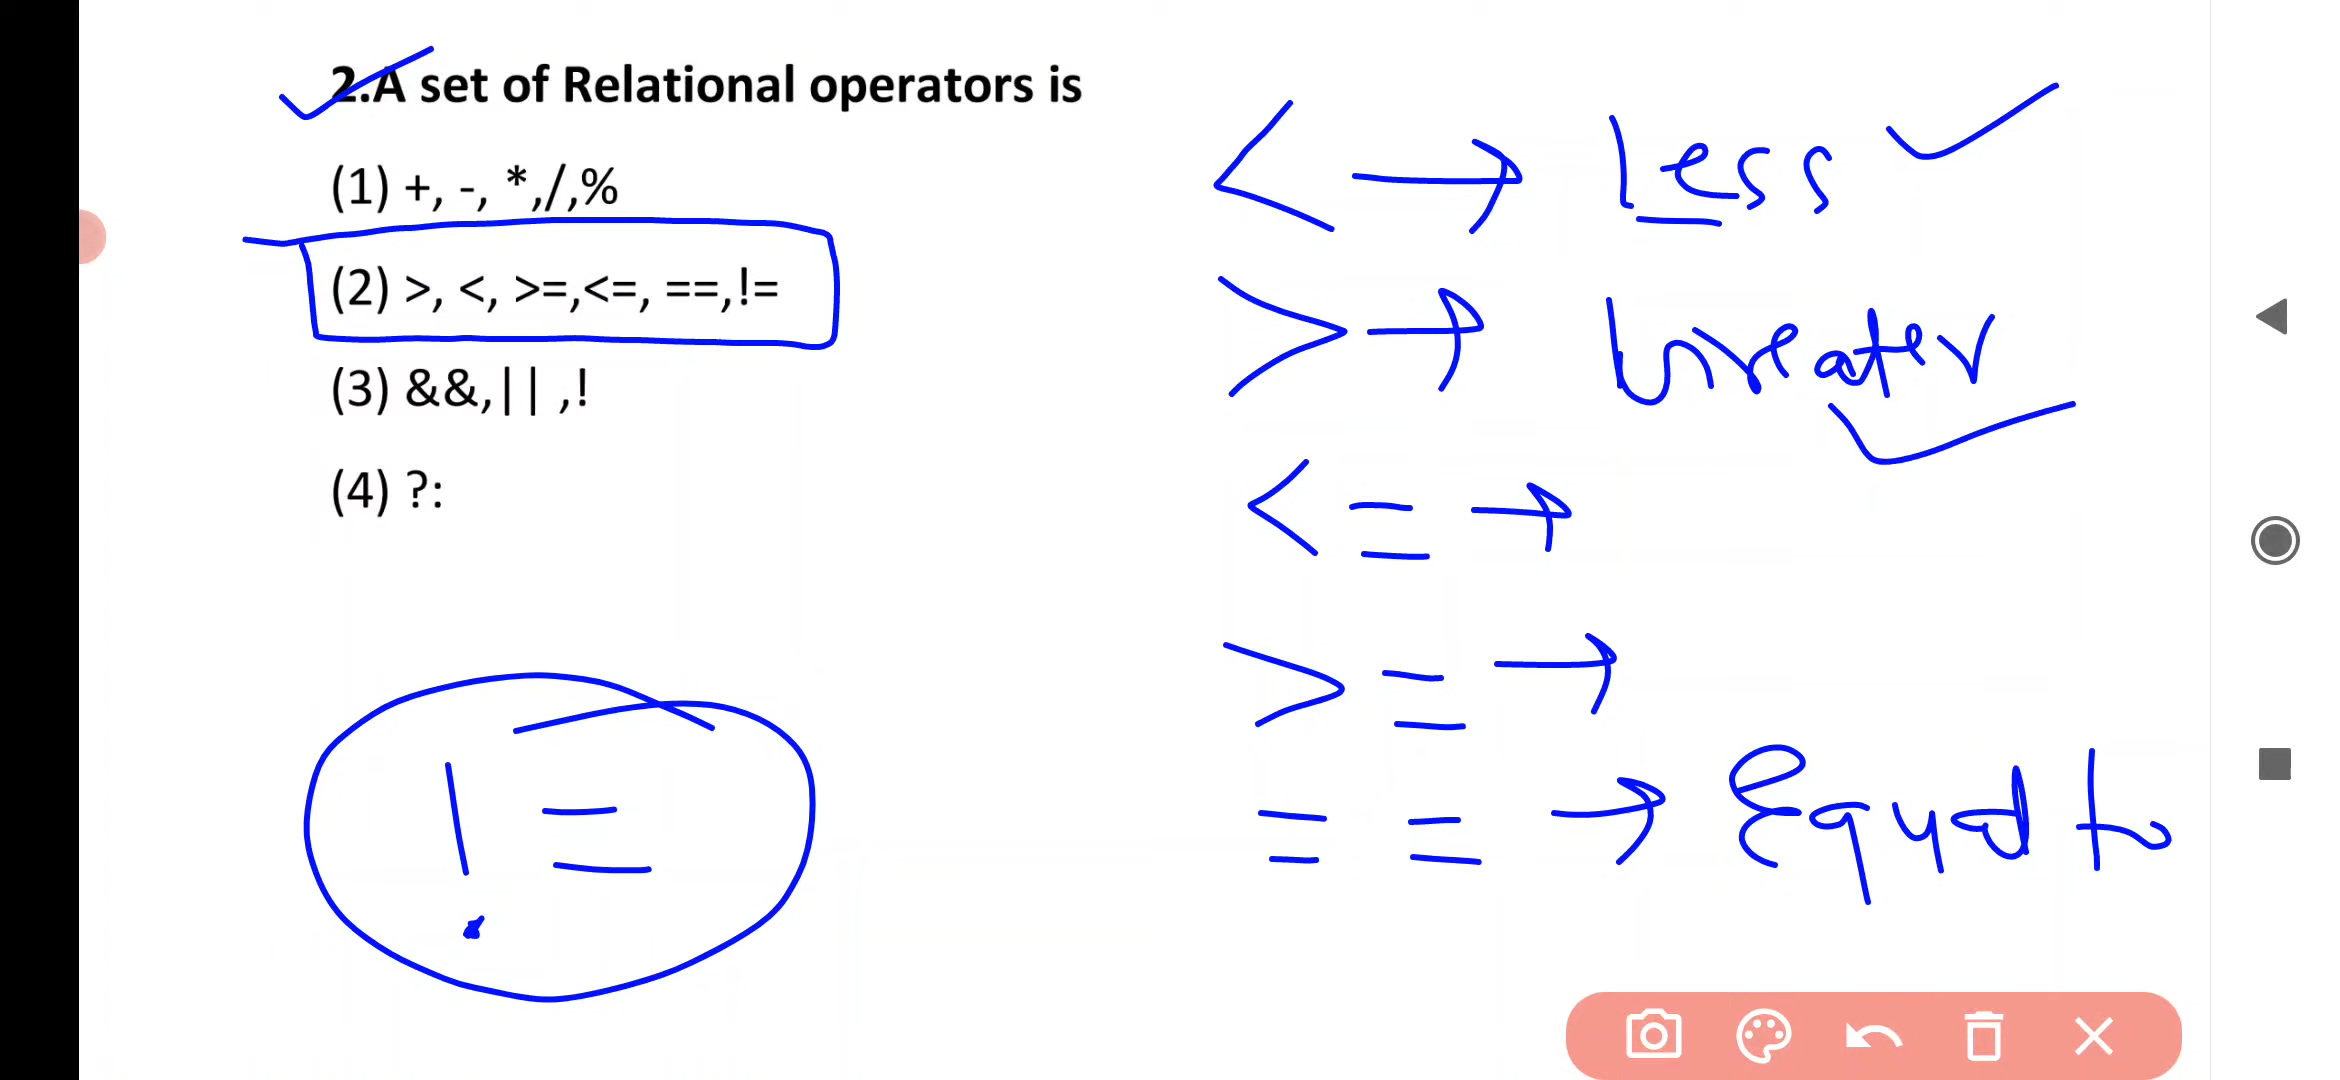 2.A set of Relational operators is
(1) +, -, *,/,%
(2) >, <, >=,<=, ==,!=
(3) &&,|| ,!
(4) ?:
< → Less
> → Greater
< = →
> = →
= = → Equal to
! =